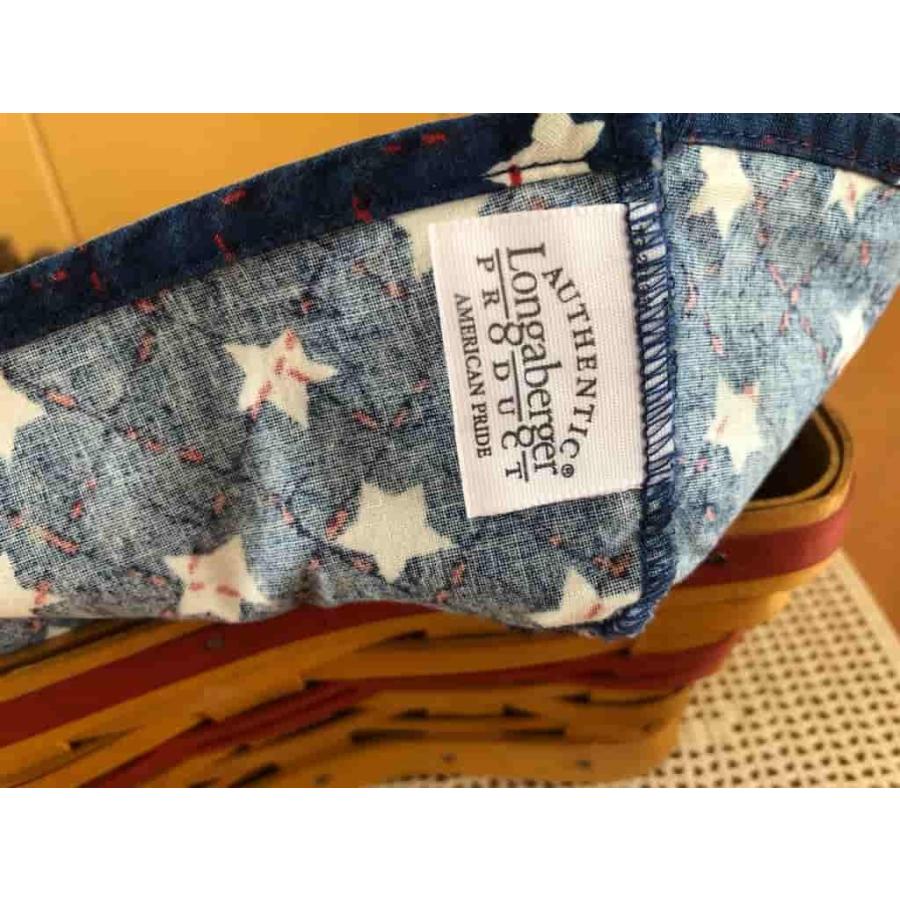 AUTHENTIC
Longaberger®
PRODUCT
AMERICAN PRIDE